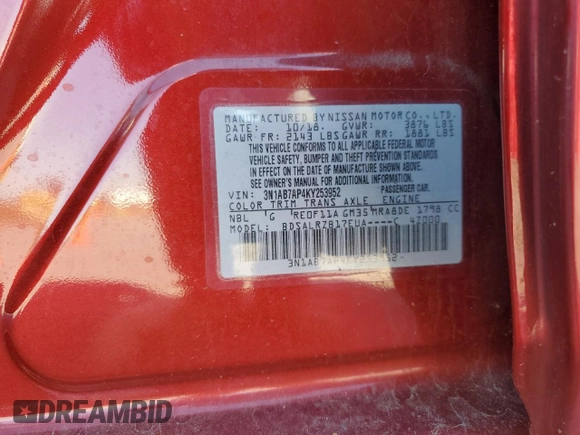 MANUFACTURED BY NISSAN MOTOR CO., LTD.
DATE: 10/18. GVWR: 3876 LBS
GAWR FR: 2143 LBS GAWR RR: 1881 LBS
THIS VEHICLE CONFORMS TO ALL APPLICABLE FEDERAL MOTOR
VEHICLE SAFETY, BUMPER AND THEFT PREVENTION STANDARDS
IN EFFECT ON THE DATE OF MANUFACTURE SHOWN ABOVE.
SEE OWNER'S MANUAL FOR ADDITIONAL INFORMATION.
VIN: 3N1AB7AP4KY253952 PASSENGER CAR.
COLOR TRIM TRANS AXLE ENGINE
NBL G RE0F11A GM35 MRA8DE 1798 CC
MODEL: BDSALRZB17EUA----C 47000
DREAMBID